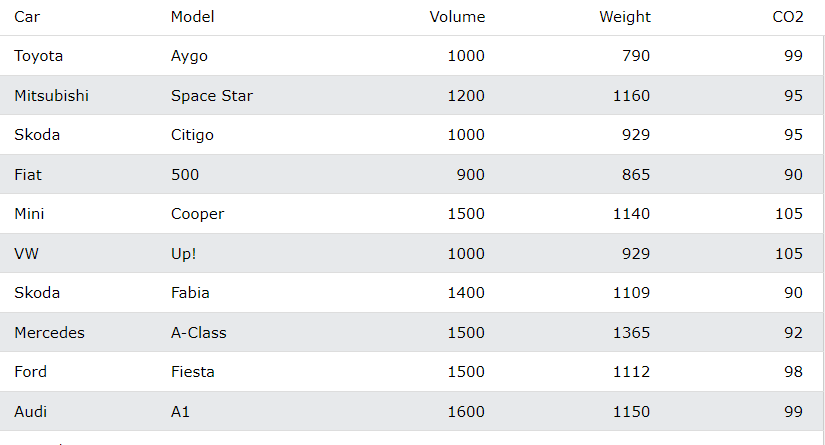 Car Model Volume Weight CO2
Toyota Aygo 1000 790 99
Mitsubishi Space Star 1200 1160 95
Skoda Citigo 1000 929 95
Fiat 500 900 865 90
Mini Cooper 1500 1140 105
VW Up! 1000 929 105
Skoda Fabia 1400 1109 90
Mercedes A-Class 1500 1365 92
Ford Fiesta 1500 1112 98
Audi A1 1600 1150 99